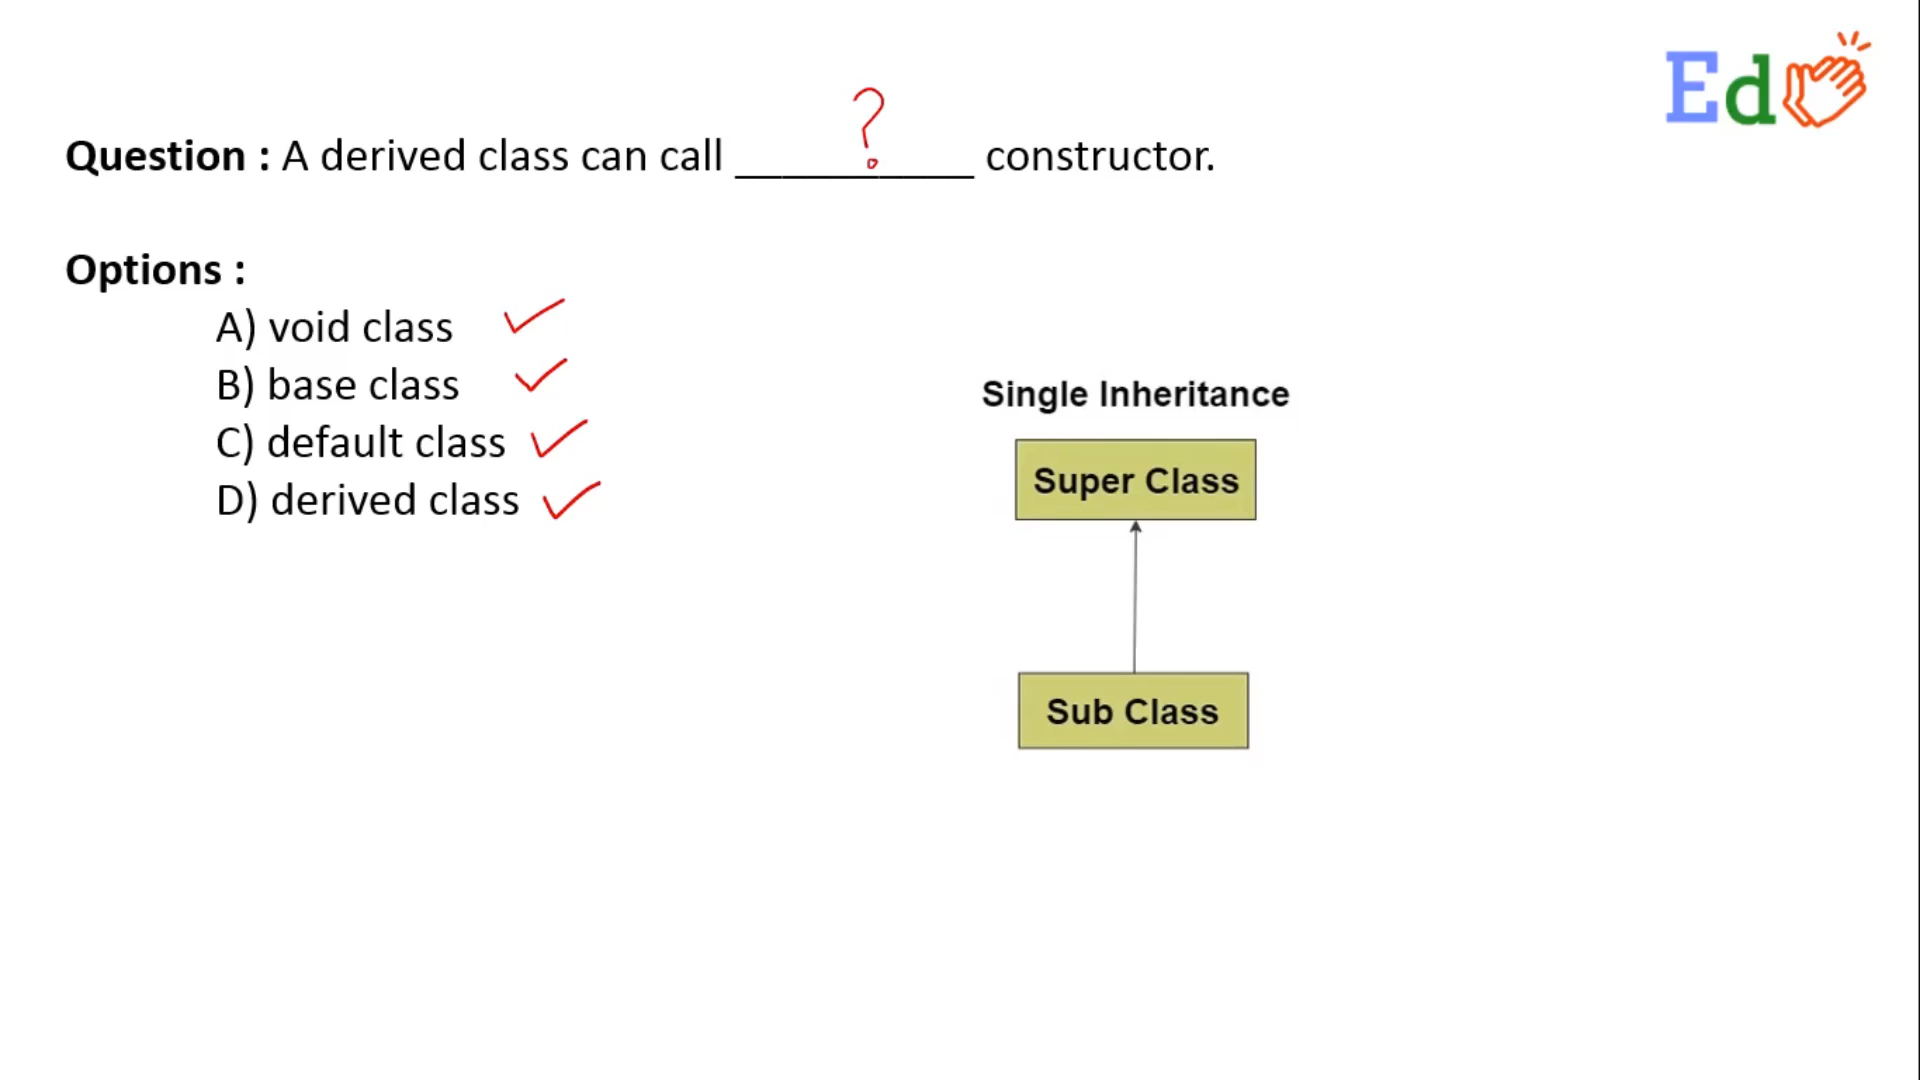 Ed
?
Question : A derived class can call ___________ constructor.
Options :
A) void class
B) base class
C) default class
D) derived class
Single Inheritance
Super Class
Sub Class